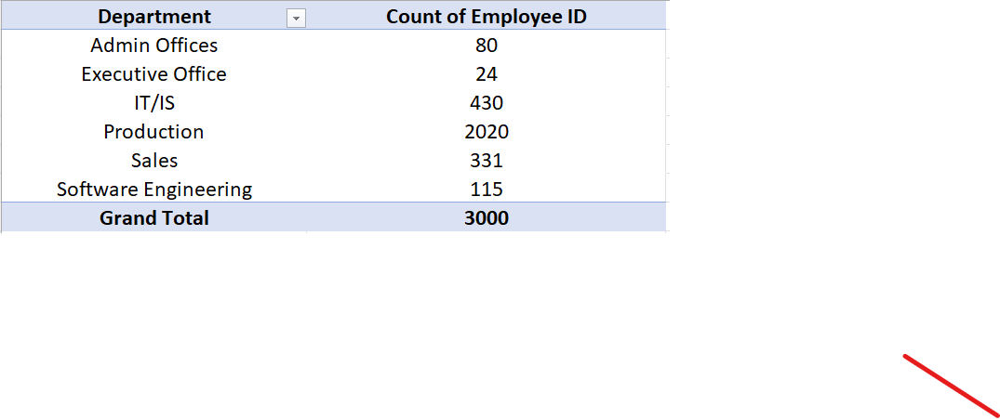 Department Count of Employee ID
Admin Offices 80
Executive Office 24
IT/IS 430
Production 2020
Sales 331
Software Engineering 115
Grand Total 3000